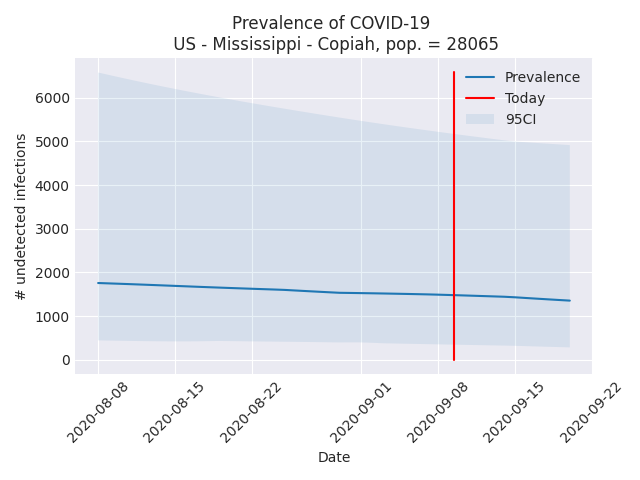 Prevalence of COVID-19
US - Mississippi - Copiah, pop. = 28065
Prevalence
Today
95CI
# undetected infections
6000
5000
4000
3000
2000
1000
0
2020-08-08
2020-08-15
2020-08-22
2020-09-01
2020-09-08
2020-09-15
2020-09-22
Date